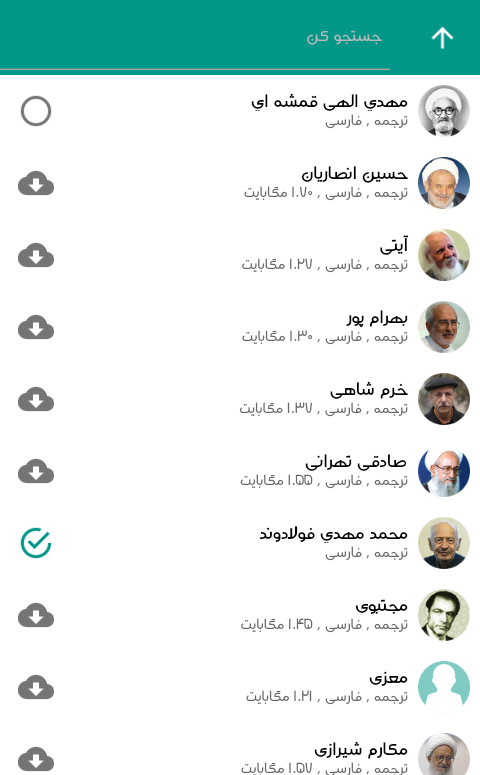 جستجو کن
مهدي الهی قمشه اي
ترجمه , فارسی
حسین انصاریان
ترجمه , فارسی , ۱.۷۰ مگابایت
آیتی
ترجمه , فارسی , ۱.۲۷ مگابایت
بهرام پور
ترجمه , فارسی , ۱.۳۰ مگابایت
خرم شاهی
ترجمه , فارسی , ۱.۳۷ مگابایت
صادقی تهرانی
ترجمه , فارسی , ۱.۵۵ مگابایت
محمد مهدي فولادوند
ترجمه , فارسی
مجتبوی
ترجمه , فارسی , ۱.۴۵ مگابایت
معزی
ترجمه , فارسی , ۱.۲۱ مگابایت
مکارم شیرازی
ترجمه , فارسی , ۱.۵۷ مگابایت